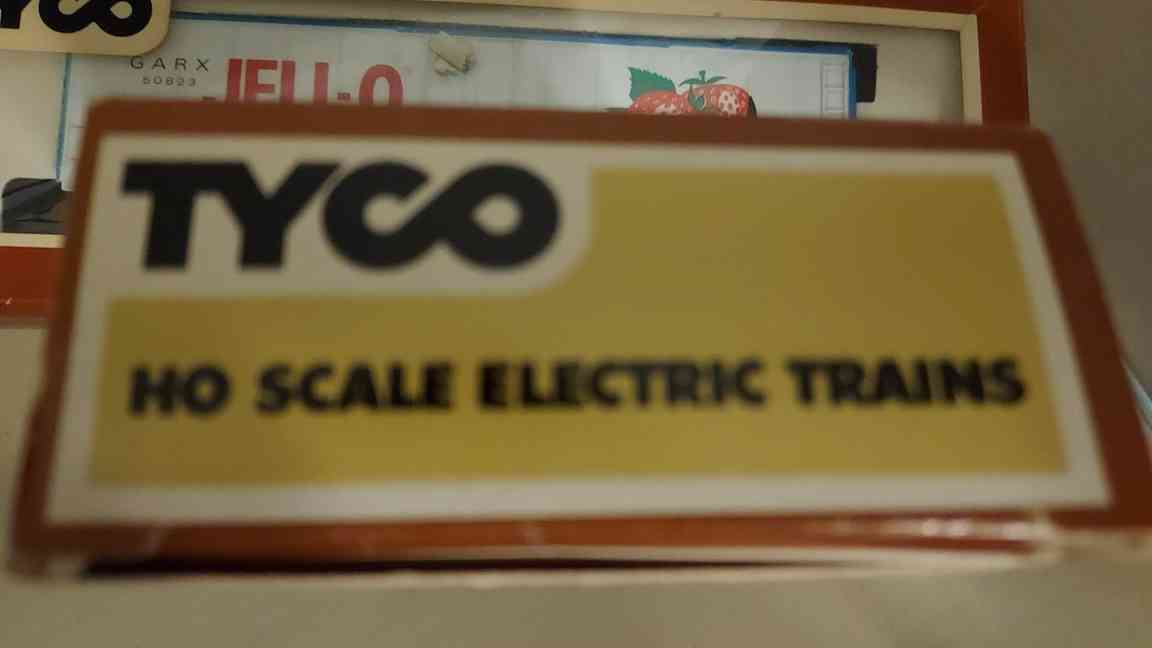 TYCO
GARX
50823
JELL-O
TYCO
HO SCALE ELECTRIC TRAINS